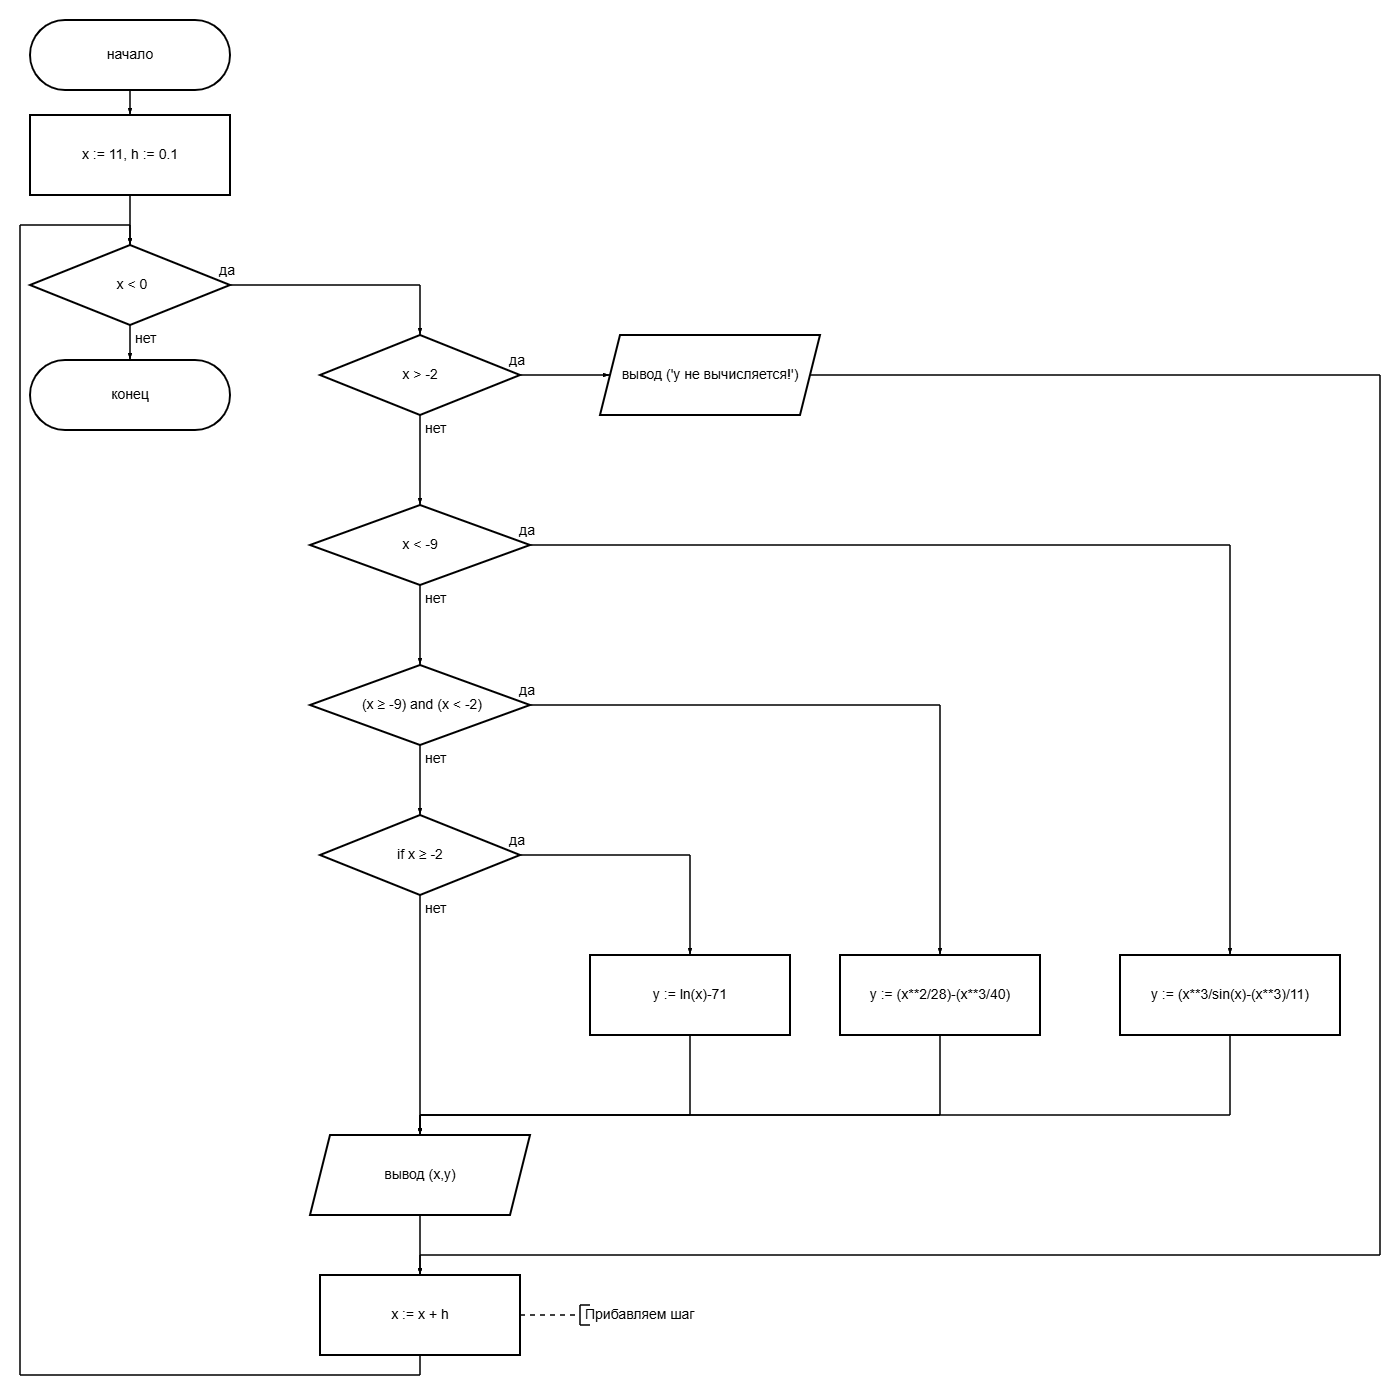 начало
x := 11, h := 0.1
x < 0
да
нет
конец
x > -2
да
вывод ('y не вычисляется!')
нет
x < -9
да
нет
(x ≥ -9) and (x < -2)
да
нет
if x ≥ -2
да
нет
y := ln(x)-71
y := (x**2/28)-(x**3/40)
y := (x**3/sin(x)-(x**3)/11)
вывод (x,y)
x := x + h
Прибавляем шаг